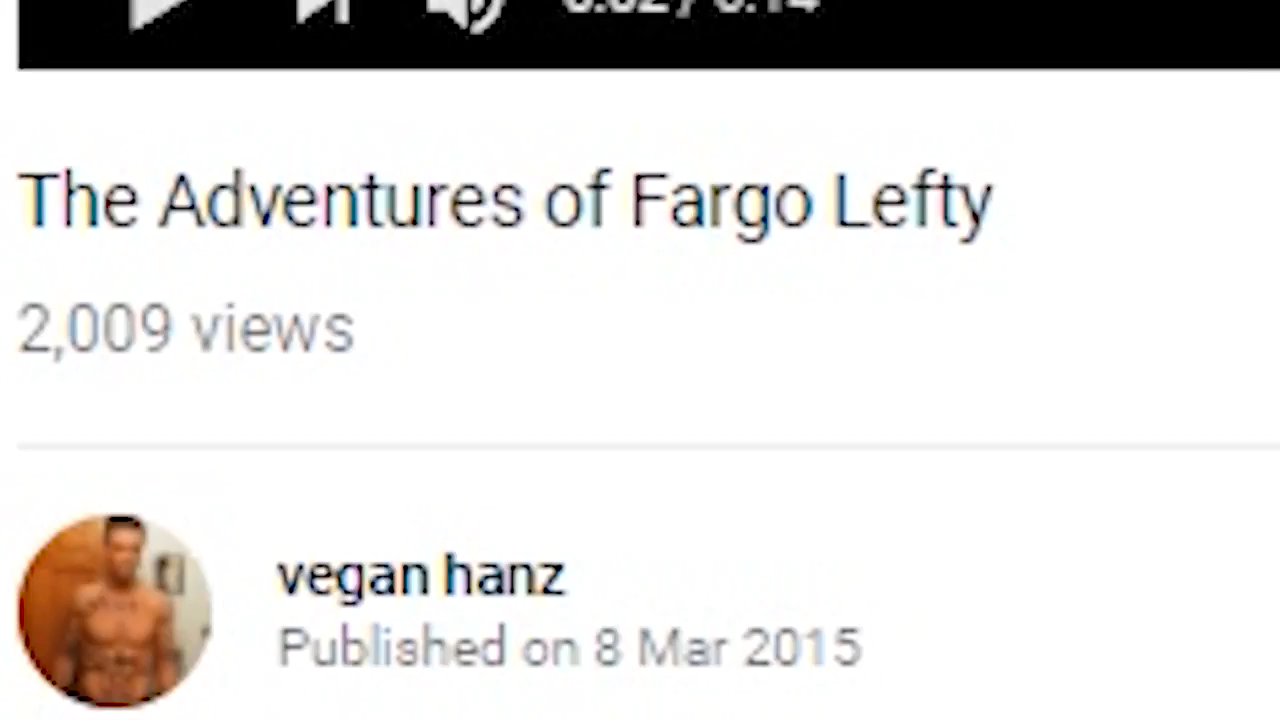 The Adventures of Fargo Lefty
2,009 views
vegan hanz
Published on 8 Mar 2015